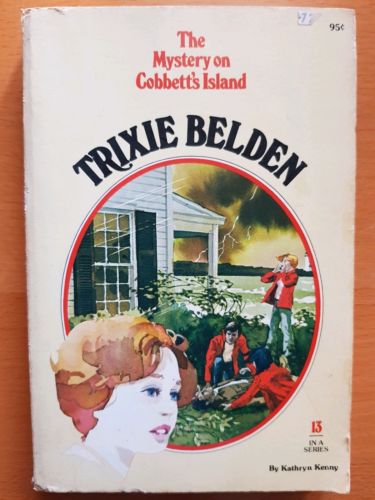 95¢
The
Mystery on
Cobbett's Island
TRIXIE BELDEN
13
IN A
SERIES
By Kathryn Kenny